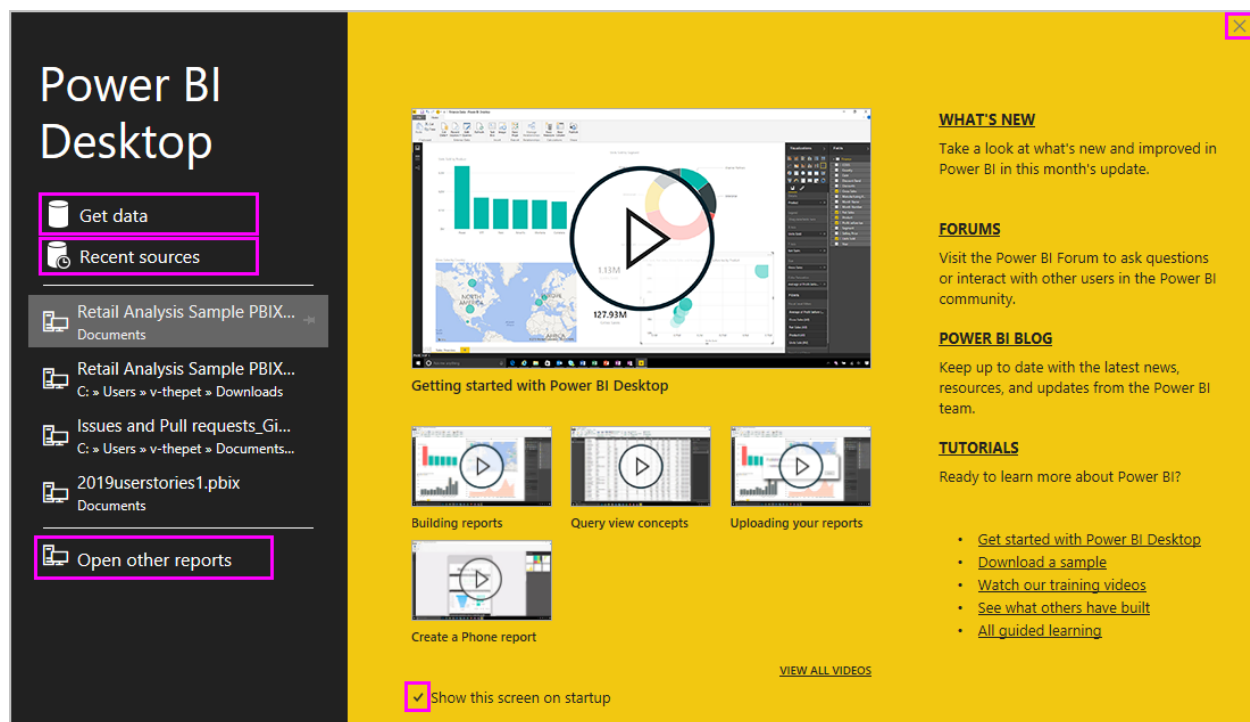 Power BI
Desktop
Get data
Recent sources
Retail Analysis Sample PBIX...
Documents
Retail Analysis Sample PBIX...
C: » Users » v-thepet » Downloads
Issues and Pull requests_Gi...
C: » Users » v-thepet » Documents...
2019userstories1.pbix
Documents
Open other reports
1.13M
127.93M
Getting started with Power BI Desktop
Building reports
Query view concepts
Uploading your reports
Create a Phone report
VIEW ALL VIDEOS
Show this screen on startup
WHAT'S NEW
Take a look at what's new and improved in
Power BI in this month's update.
FORUMS
Visit the Power BI Forum to ask questions
or interact with other users in the Power BI
community.
POWER BI BLOG
Keep up to date with the latest news,
resources, and updates from the Power BI
team.
TUTORIALS
Ready to learn more about Power BI?
• Get started with Power BI Desktop
• Download a sample
• Watch our training videos
• See what others have built
• All guided learning